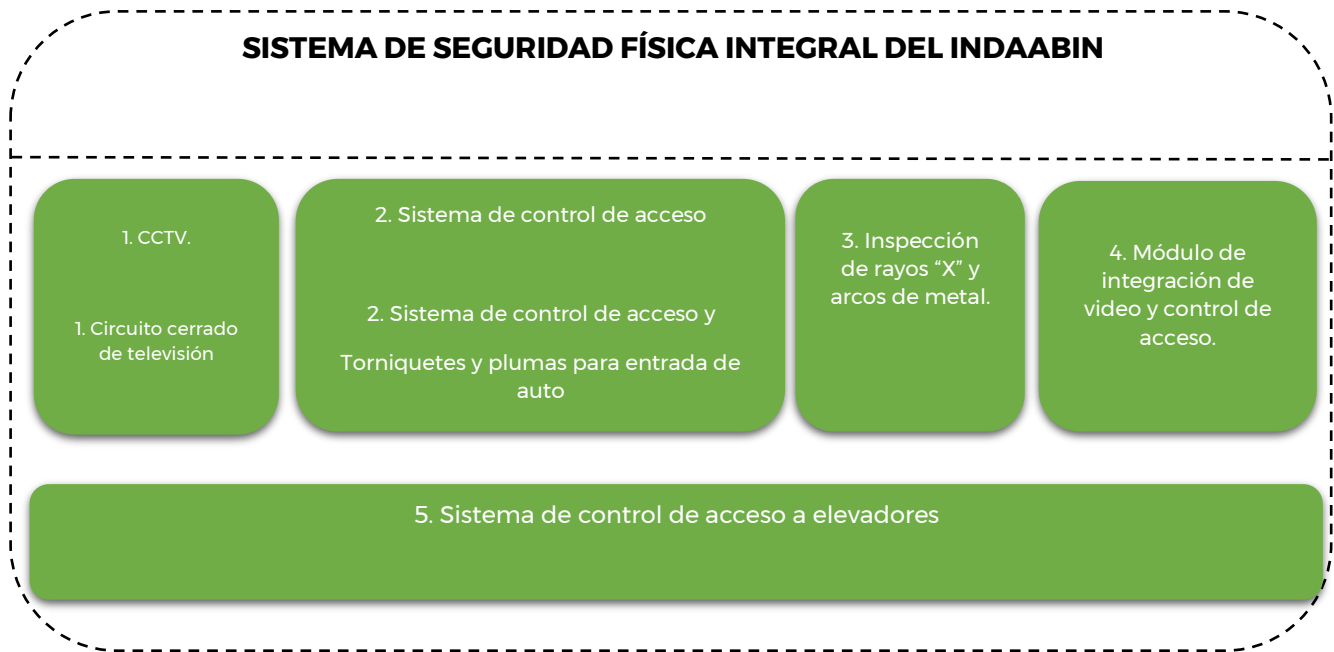 SISTEMA DE SEGURIDAD FÍSICA INTEGRAL DEL INDAABIN
1. CCTV.
1. Circuito cerrado
de televisión
2. Sistema de control de acceso
2. Sistema de control de acceso y
Torniquetes y plumas para entrada de
auto
3. Inspección
de rayos “X” y
arcos de metal.
4. Módulo de
integración de
video y control de
acceso.
5. Sistema de control de acceso a elevadores